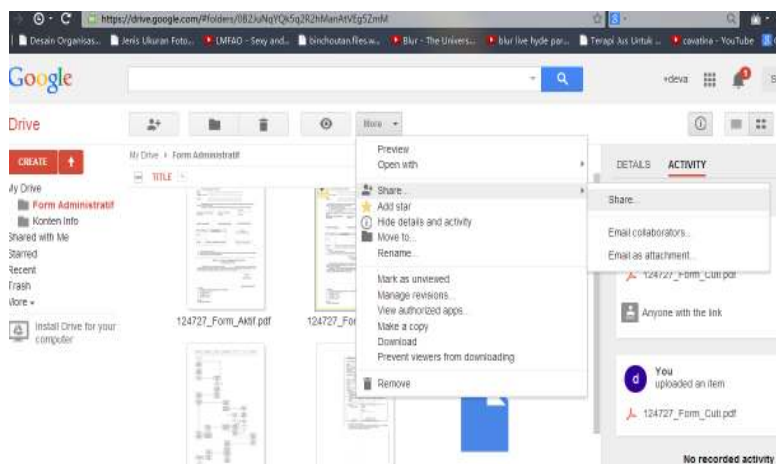 https://drive.google.com/#folders/0B2JuNqYQk5q2R2hManAtVEg5ZmM
Desain Organisas... Jenis Ukuran Foto... LMFAO - Sexy and... binchoutan.files.w... Blur - The Univers... blur live hyde par... Terapi Jus Untuk ... cavatina - YouTube
Google
+deva
Drive
More
CREATE
My Drive
Form Administratif
Konten Info
Shared with Me
Starred
Recent
Trash
More
Install Drive for your
computer
My Drive > Form Administratif
TITLE
124727_Form_Aktif.pdf
124727_For
Preview
Open with
Share...
Add star
Hide details and activity
Move to...
Rename...
Mark as unviewed
Manage revisions...
View authorized apps...
Make a copy
Download
Prevent viewers from downloading
Remove
Share...
Email collaborators...
Email as attachment...
DETAILS ACTIVITY
124727_Form_Cuti.pdf
Anyone with the link
d
You
uploaded an item
124727_Form_Cuti.pdf
No recorded activity